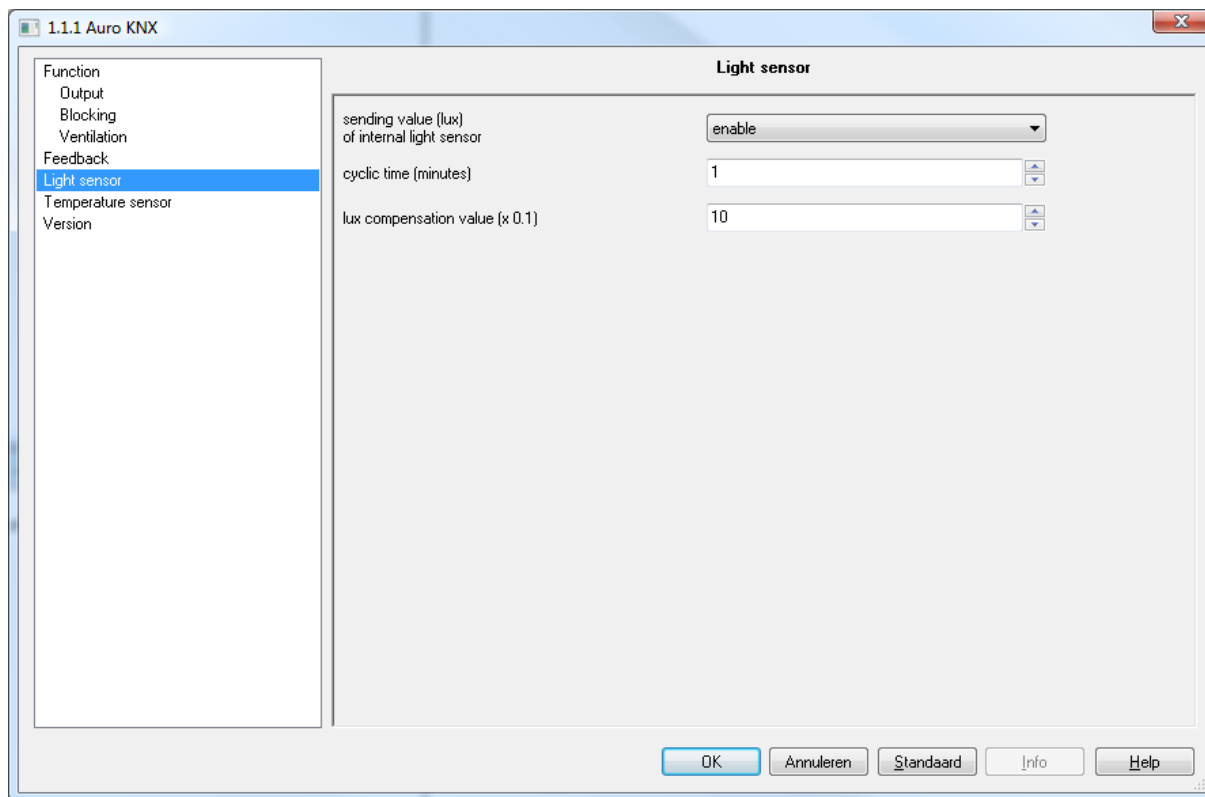 1.1.1 Auro KNX
Function
Output
Blocking
Ventilation
Feedback
Light sensor
Temperature sensor
Version
Light sensor
sending value (lux)
of internal light sensor
enable
cyclic time (minutes)
1
lux compensation value (x 0.1)
10
OK
Annuleren
Standaard
Info
Help